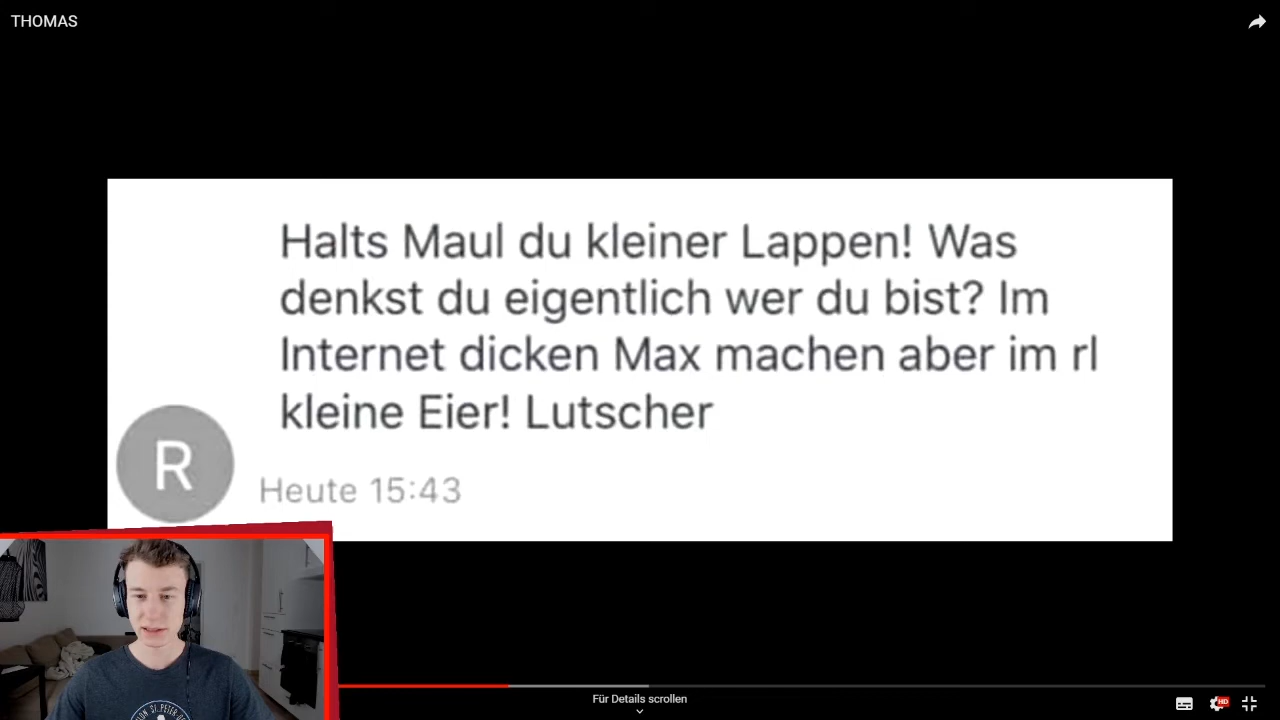 THOMAS
Halts Maul du kleiner Lappen! Was
denkst du eigentlich wer du bist? Im
Internet dicken Max machen aber im rl
kleine Eier! Lutscher
R
Heute 15:43
Für Details scrollen
HD